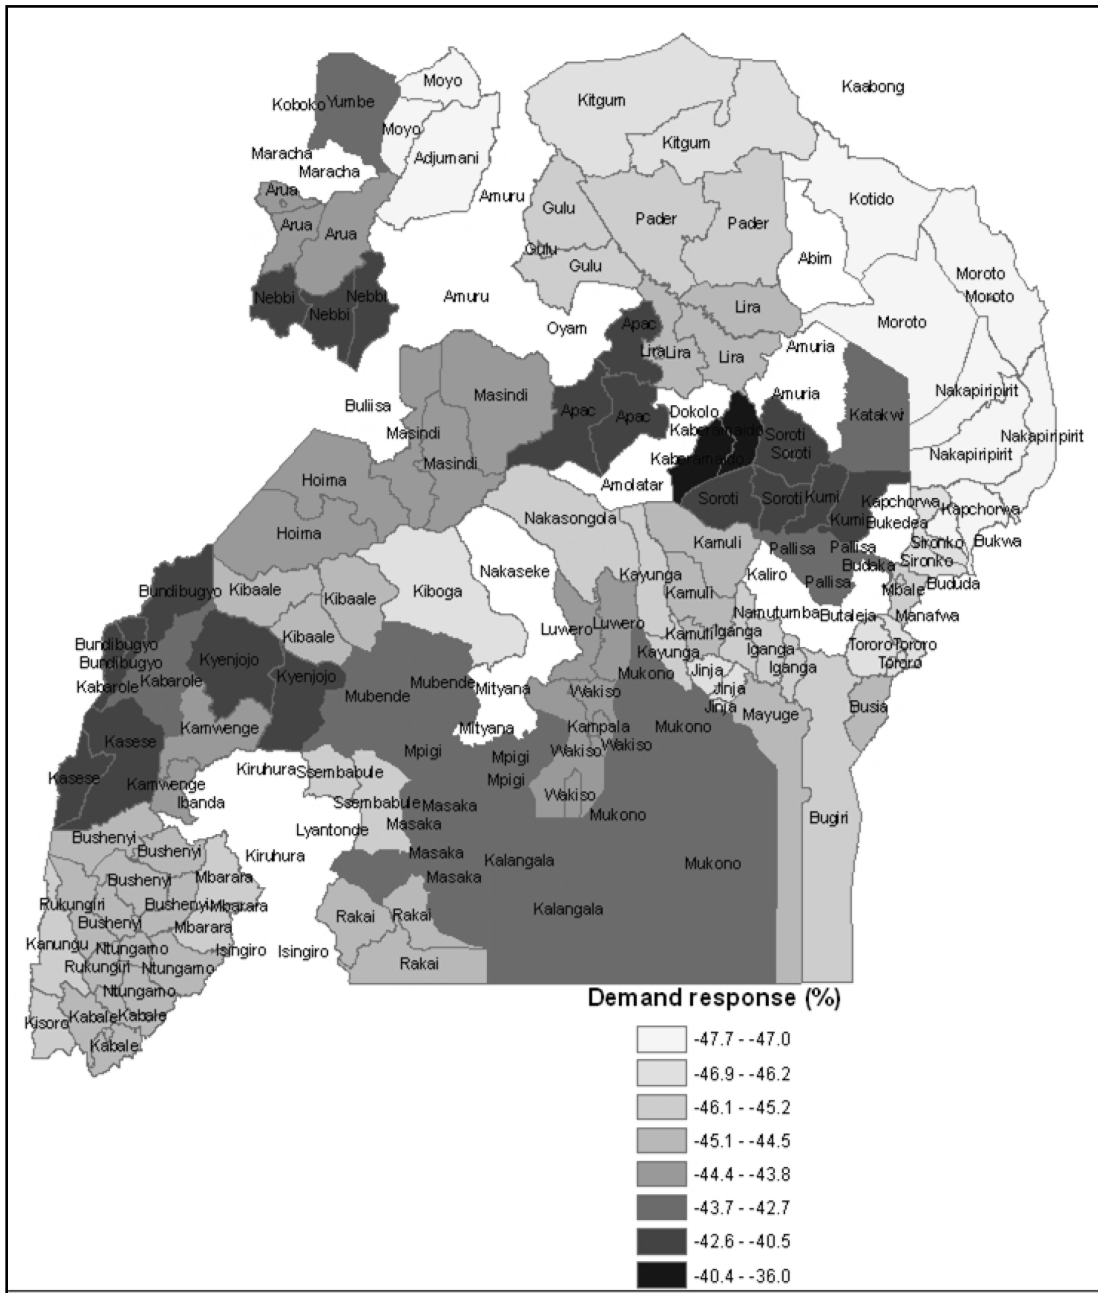 Moyo
Kaabong
Kitgum
Koboko
Yumbe
Moyo
Kitgum
Maracha
Adjumani
Maracha
Arua
Amuru
Kotido
Gulu
Pader
Pader
Arua
Arua
Gulu
Abim
Gulu
Moroto
Nebbi
Nebbi
Amuru
Moroto
Nebbi
Lira
Oyam
Apac
Moroto
Amuria
Lira
Lira
Lira
Nakapiripirit
Masindi
Amuria
Buliisa
Apac
Apac
Dokolo
Katakwi
Masindi
Kaberamaido
Soroti
Nakapiripirit
Soroti
Kaberamaido
Nakapiripirit
Masindi
Hoima
Amolatar
Soroti
Soroti
Kumi
Kapchorwa
Kapchorwa
Nakasongola
Kumi
Bukedea
Hoima
Kamuli
Pallisa
Pallisa
Sironko
Bukwa
Nakaseke
Sironko
Kayunga
Kaliro
Budaka
Bundibugyo
Kibaale
Kiboga
Pallisa
Bududa
Kibaale
Kamuli
Mbale
Namutumba
Butaleja
Manafwa
Luwero
Luwero
Kibaale
Kamuli
Iganga
Bundibugyo
Tororo
Tororo
Kayunga
Iganga
Bundibugyo
Kyenjojo
Tororo
Iganga
Kabarole
Kabarole
Kyenjojo
Mubende
Mukono
Jinja
Mubende
Mityana
Wakiso
Jinja
Jinja
Busia
Mayuge
Kamwenge
Mityana
Kampala
Mukono
Kasese
Wakiso
Wakiso
Mpigi
Mpigi
Kiruhura
Ssembabule
Kasese
Mpigi
Kamwenge
Wakiso
Ibanda
Ssembabule
Masaka
Mukono
Bugiri
Lyantonde
Masaka
Bushenyi
Bushenyi
Kiruhura
Masaka
Kalangala
Mukono
Bushenyi
Mbarara
Masaka
Rukungiri
Bushenyi
Mbarara
Kalangala
Bushenyi
Mbarara
Rakai
Rakai
Kanungu
Ntungamo
Isingiro
Isingiro
Rukungiri
Ntungamo
Rakai
Ntungamo
Kisoro
Kabale
Kabale
Kabale
Demand response (%)
-47.7 - -47.0
-46.9 - -46.2
-46.1 - -45.2
-45.1 - -44.5
-44.4 - -43.8
-43.7 - -42.7
-42.6 - -40.5
-40.4 - -36.0